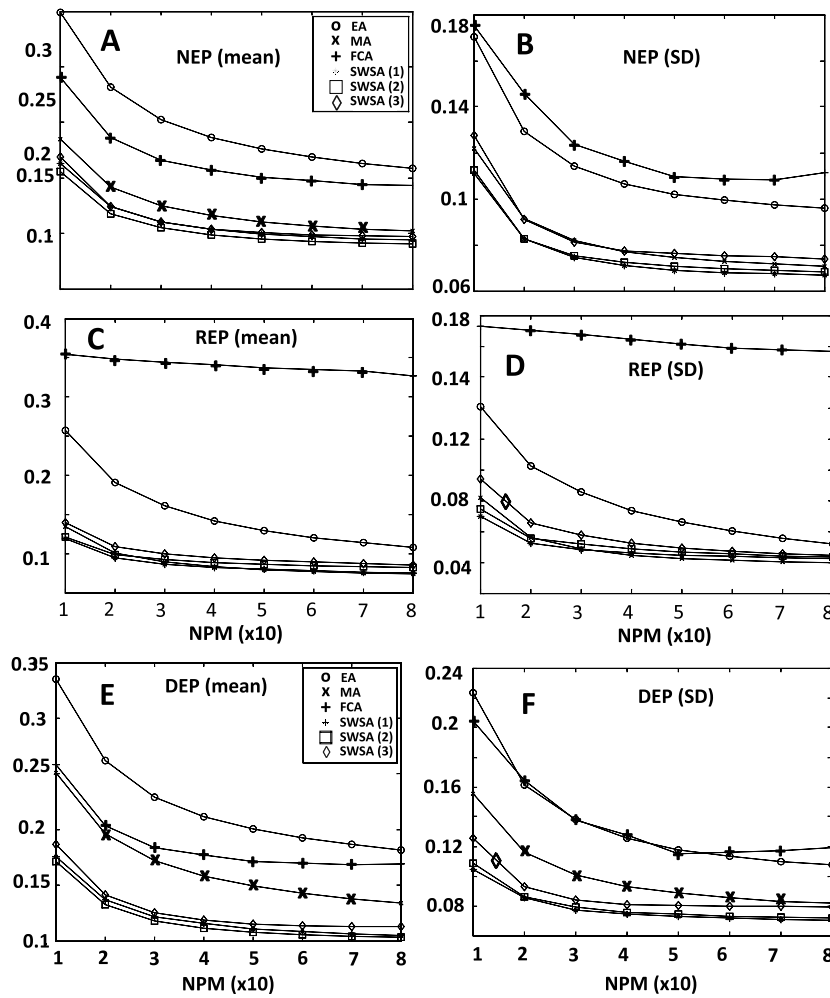 A
NEP (mean)
EA
MA
FCA
SWSA (1)
SWSA (2)
SWSA (3)
0.3
0.25
0.2
0.15
0.1
B
NEP (SD)
0.18
0.14
0.1
0.06
C
REP (mean)
0.4
0.3
0.2
0.1
1 2 3 4 5 6 7 8
NPM (x10)
D
REP (SD)
0.18
0.16
0.12
0.08
0.04
1 2 3 4 5 6 7 8
NPM (x10)
E
DEP (mean)
EA
MA
FCA
SWSA (1)
SWSA (2)
SWSA (3)
0.35
0.3
0.25
0.2
0.15
0.1
1 2 3 4 5 6 7 8
NPM (x10)
F
DEP (SD)
0.24
0.2
0.16
0.12
0.08
1 2 3 4 5 6 7 8
NPM (x10)